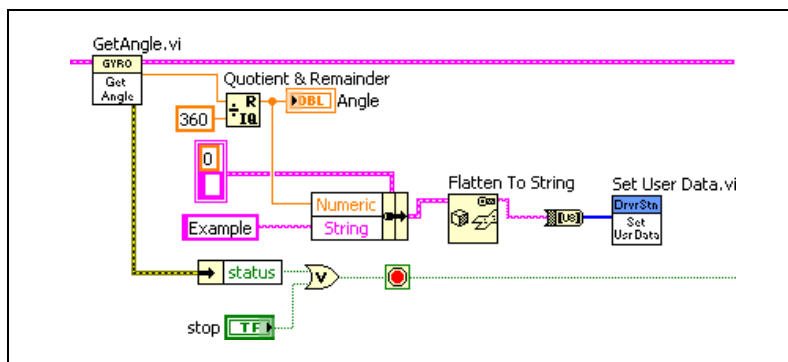 GetAngle.vi
GYRO
Get
Angle
Quotient & Remainder
R
IQ
360
DBL
Angle
0
Numeric
String
Example
Flatten To String
[U8]
Set User Data.vi
DrvrStn
Set
UsrData
status
V
stop
TF